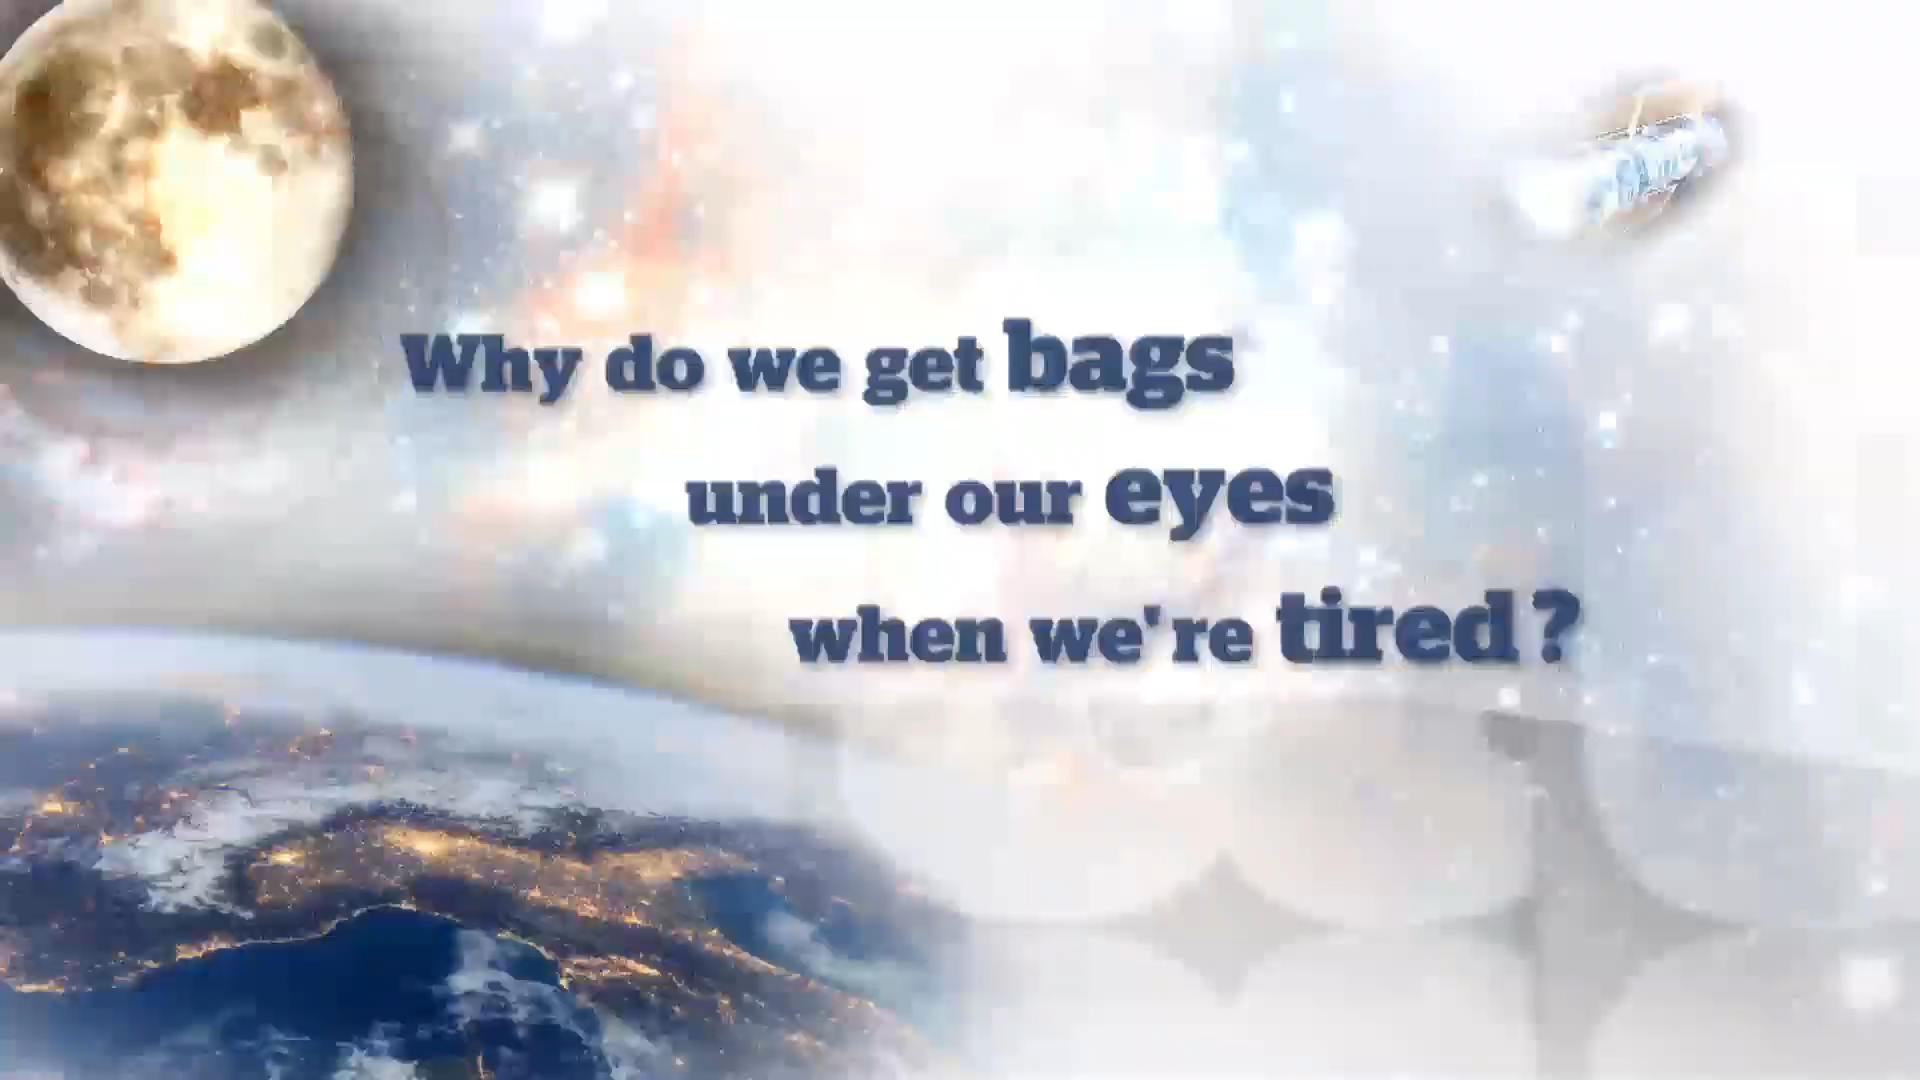 Why do we get bags
under our eyes
when we're tired?